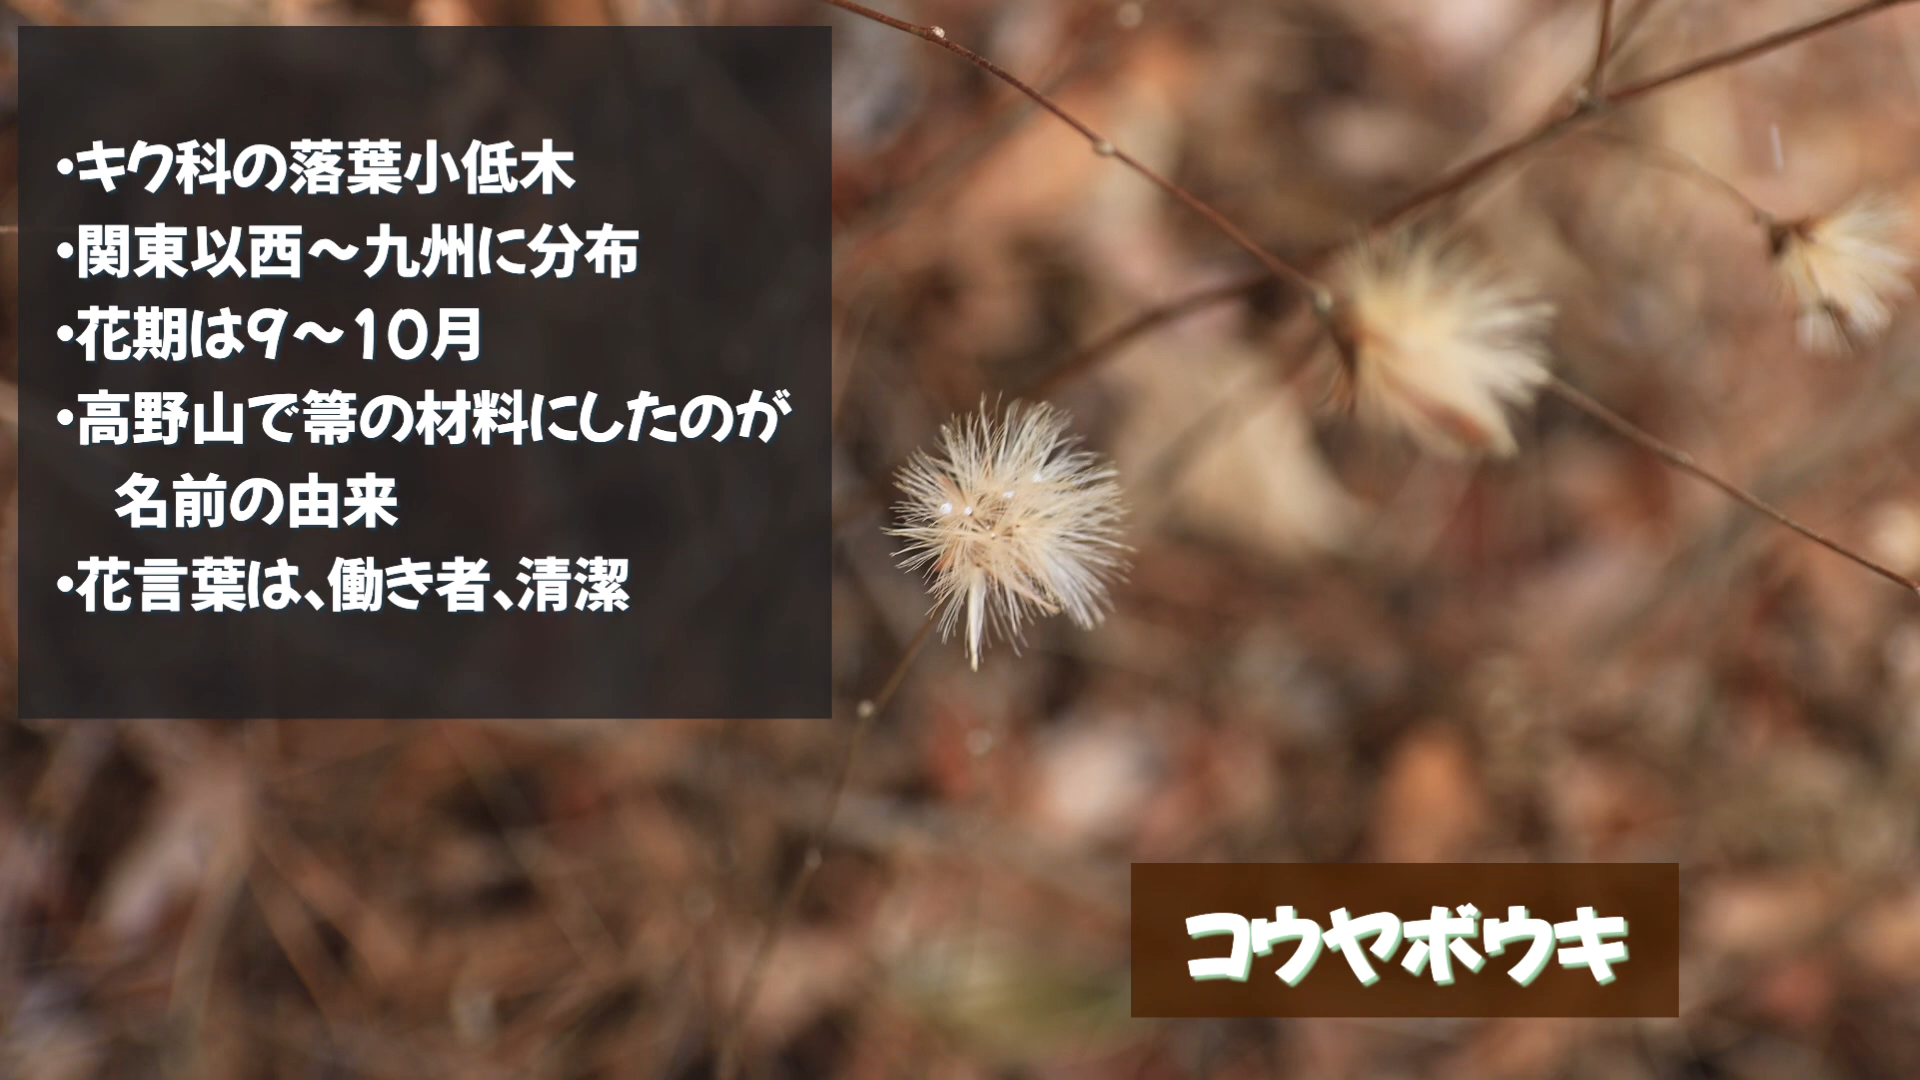 ・キク科の落葉小低木
・関東以西～九州に分布
・花期は9～10月
・高野山で箒の材料にしたのが
名前の由来
・花言葉は、働き者、清潔
コウヤボウキ